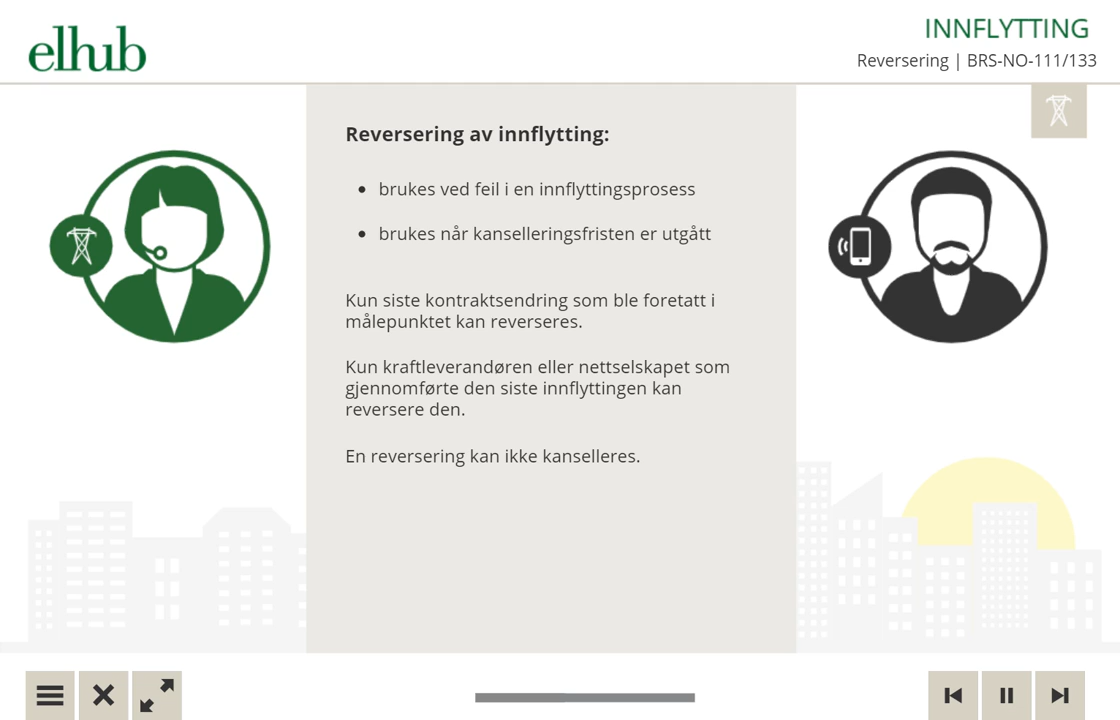 elhub
INNFLYTTING
Reversering | BRS-NO-111/133
Reversering av innflytting:
• brukes ved feil i en innflyttingsprosess
• brukes når kanselleringsfristen er utgått
Kun siste kontraktsendring som ble foretatt i
målepunktet kan reverseres.
Kun kraftleverandøren eller nettselskapet som
gjennomførte den siste innflyttingen kan
reversere den.
En reversering kan ikke kanselleres.